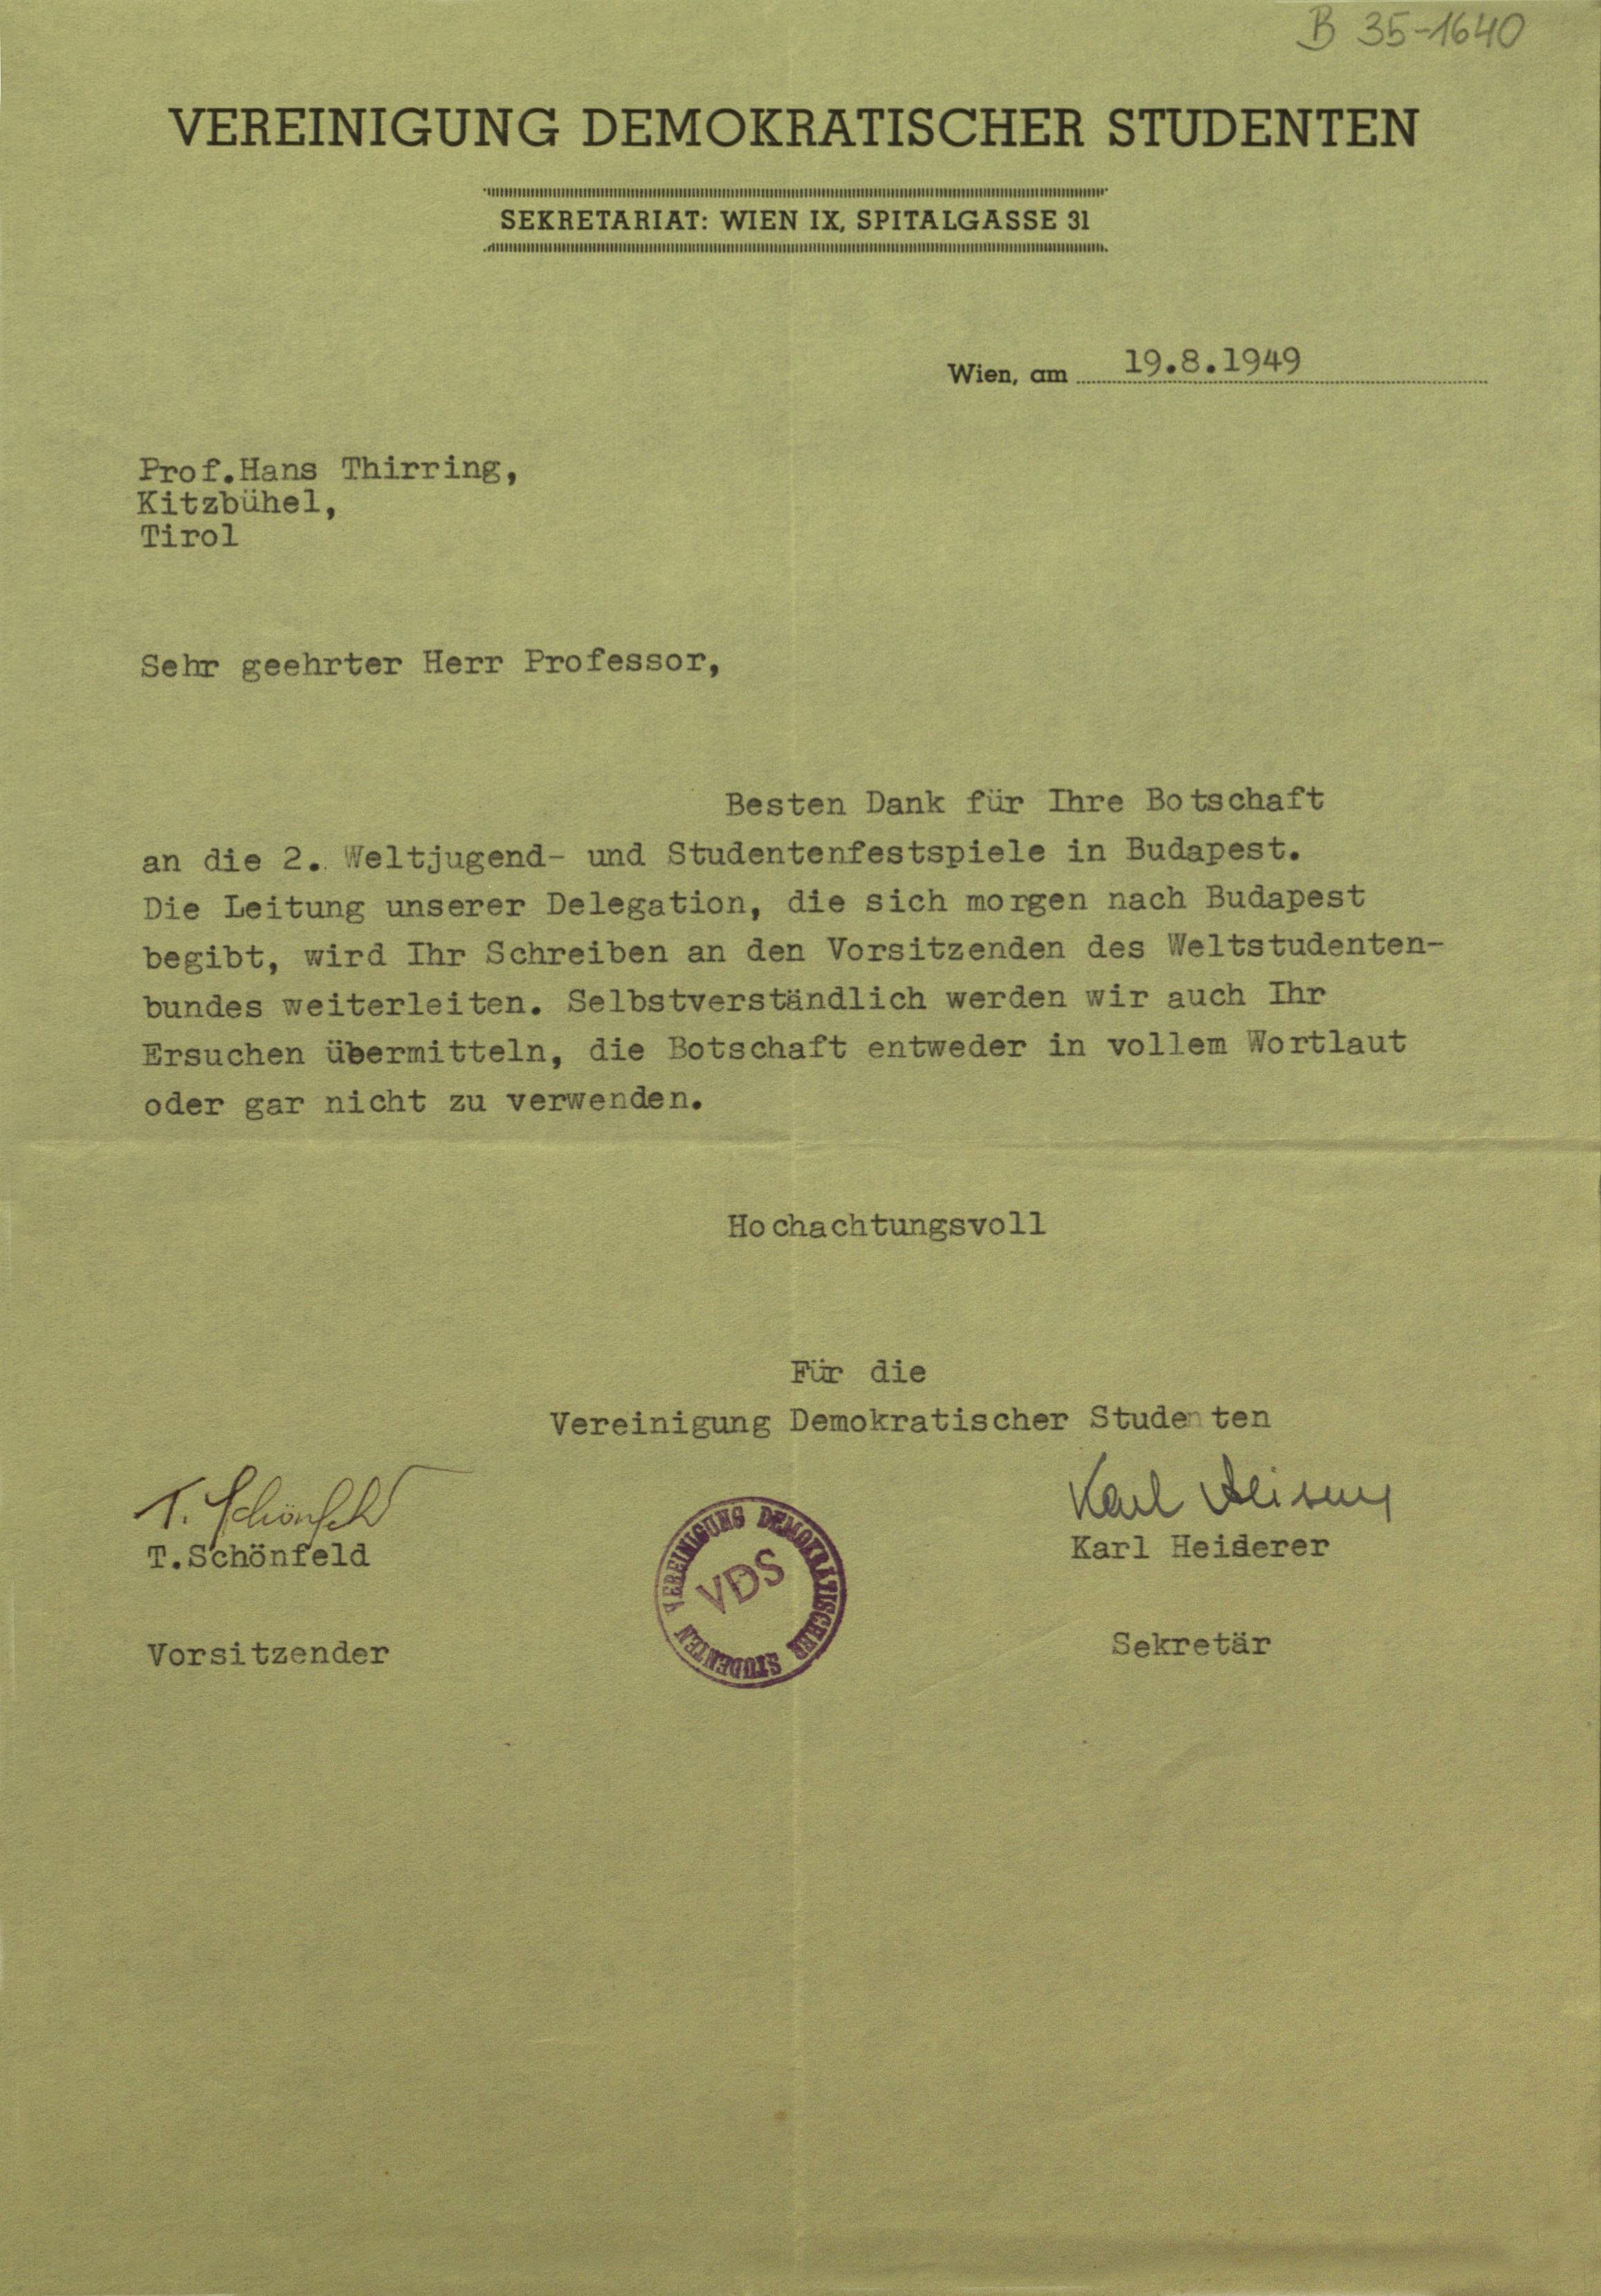 B 35-1640
VEREINIGUNG DEMOKRATISCHER STUDENTEN
SEKRETARIAT: WIEN IX, SPITALGASSE 31
Wien, am 19.8.1949
Prof.Hans Thirring,
Kitzbühel,
Tirol
Sehr geehrter Herr Professor,
Besten Dank für Ihre Botschaft
an die 2. Weltjugend- und Studentenfestspiele in Budapest.
Die Leitung unserer Delegation, die sich morgen nach Budapest
begibt, wird Ihr Schreiben an den Vorsitzenden des Weltstudenten-
bundes weiterleiten. Selbstverständlich werden wir auch Ihr
Ersuchen übermitteln, die Botschaft entweder in vollem Wortlaut
oder gar nicht zu verwenden.
Hochachtungsvoll
Für die
Vereinigung Demokratischer Studenten
T. Schönfeld
Karl
T.Schönfeld
Karl Heiderer
VEREINIGUNG DEMOKRATISCHER STUDENTEN
VDS
Vorsitzender
Sekretär